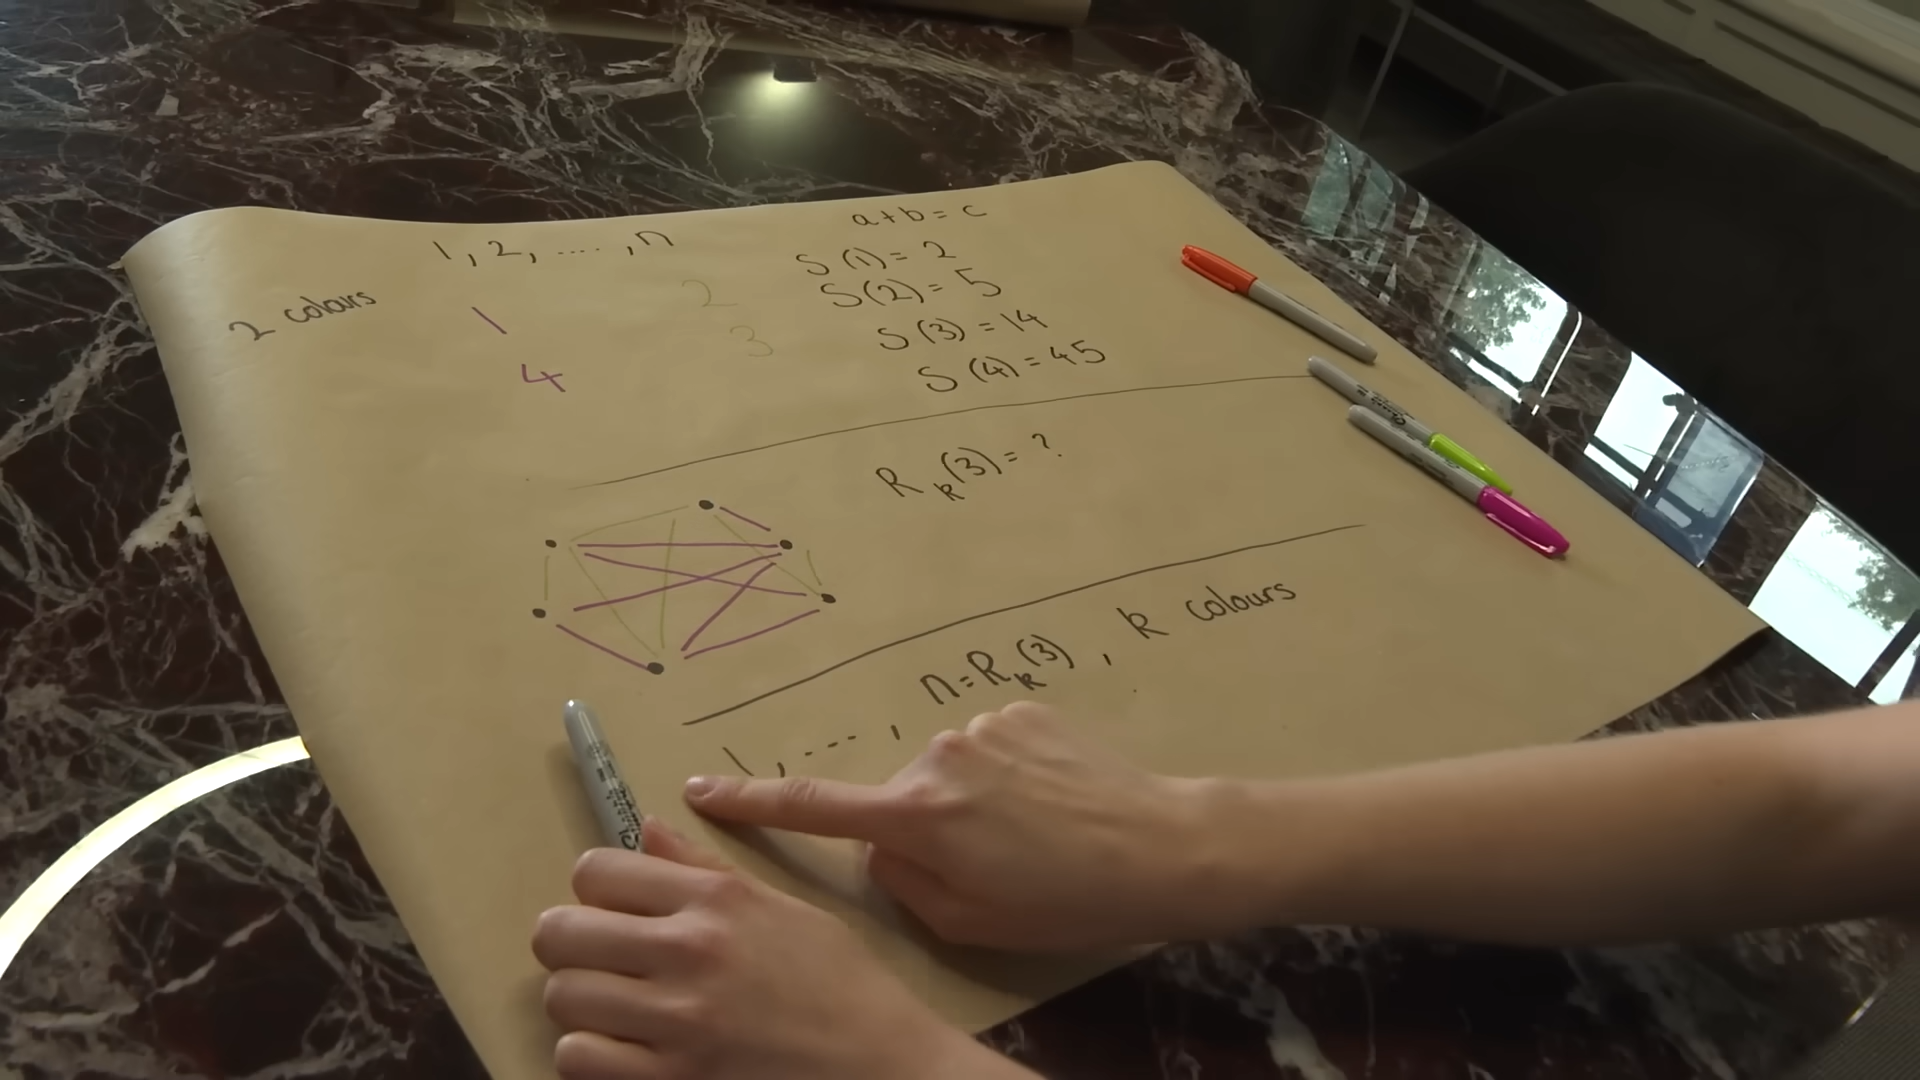 1, 2, ...., n
a+b=c
2 colours
1
2
4
3
S(1)=2
S(2)=5
S(3)=14
S(4)=45
R_k(3)=?
1, ..., n=R_k(3), k colours